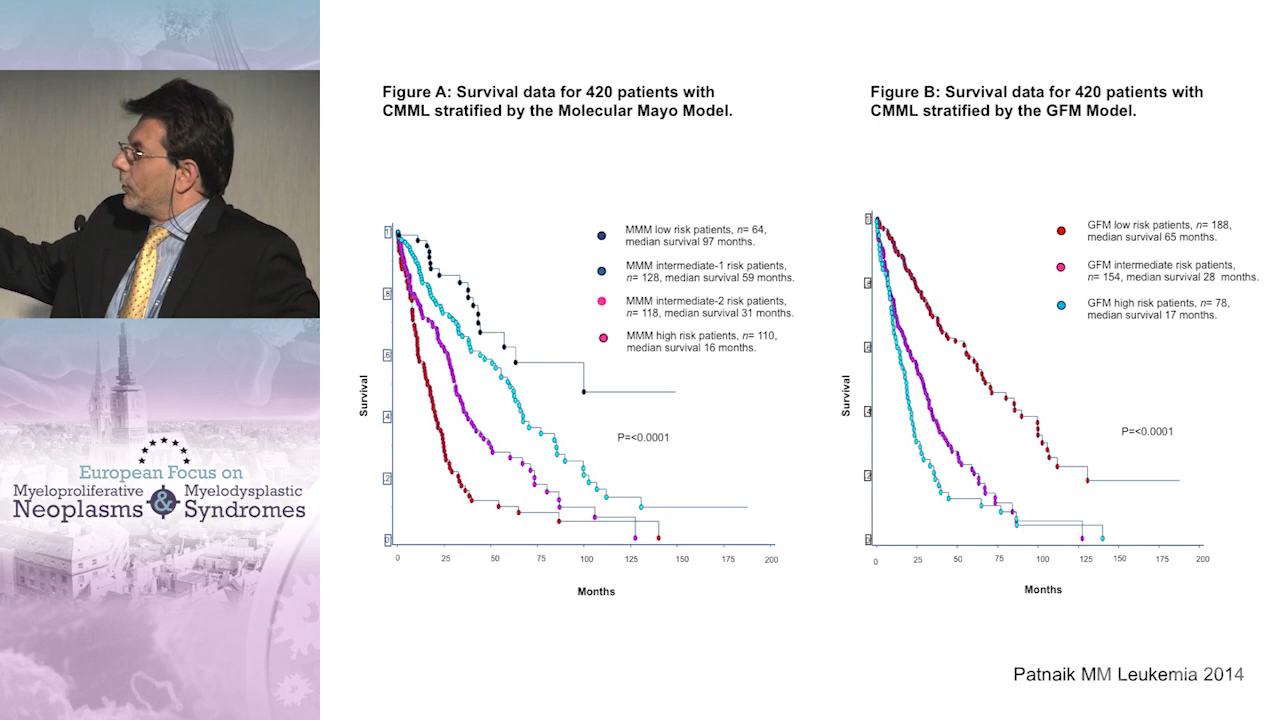 European Focus on
Myeloproliferative & Myelodysplastic
Neoplasms Syndromes
Figure A: Survival data for 420 patients with
CMML stratified by the Molecular Mayo Model.
MMM low risk patients, n= 64,
median survival 97 months.
MMM intermediate-1 risk patients,
n= 128, median survival 59 months.
MMM intermediate-2 risk patients,
n= 118, median survival 31 months.
MMM high risk patients, n= 110,
median survival 16 months.
P=<0.0001
Survival
1
.8
.6
.4
.2
0
0 25 50 75 100 125 150 175 200
Months
Figure B: Survival data for 420 patients with
CMML stratified by the GFM Model.
GFM low risk patients, n= 188,
median survival 65 months.
GFM intermediate risk patients,
n= 154, median survival 28 months.
GFM high risk patients, n= 78,
median survival 17 months.
P=<0.0001
Survival
0 25 50 75 100 125 150 175 200
Months
Patnaik MM Leukemia 2014